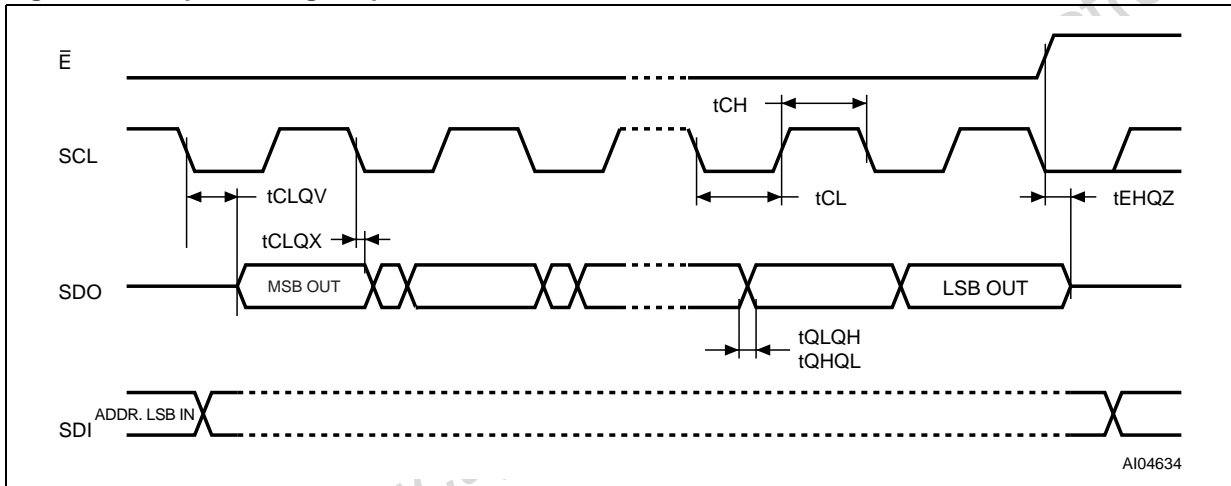 Ē
tCH
SCL
tCLQV
tCL
tEHQZ
tCLQX
SDO
MSB OUT
LSB OUT
tQLQH
tQHQL
SDI
ADDR. LSB IN
AI04634